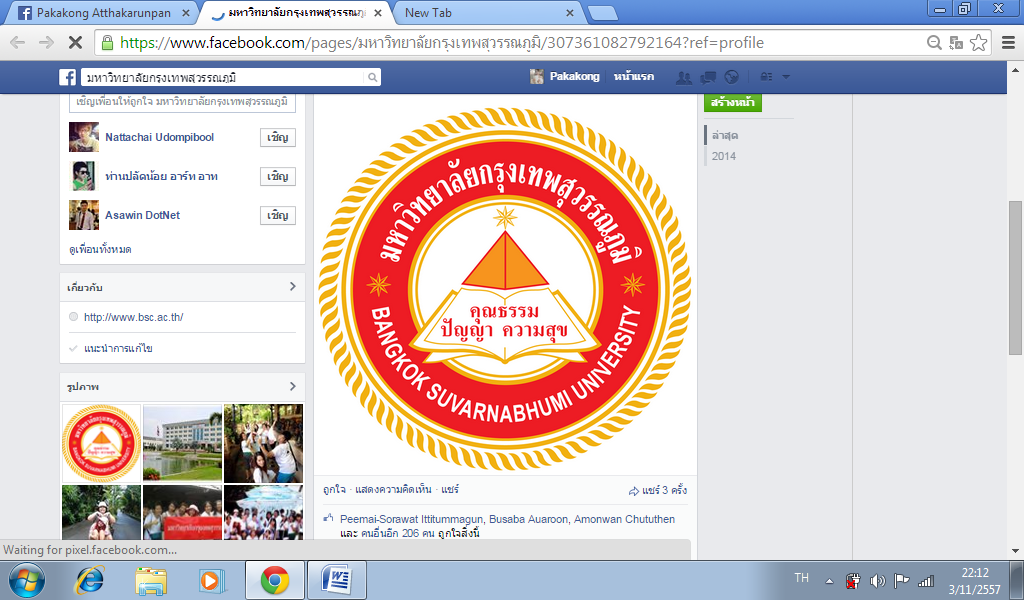 Pakakong Atthakarunpan
มหาวิทยาลัยกรุงเทพสุวรรณภู
New Tab
https://www.facebook.com/pages/มหาวิทยาลัยกรุงเทพสุวรรณภูมิ/307361082792164?ref=profile
มหาวิทยาลัยกรุงเทพสุวรรณภูมิ
Pakakong
หน้าแรก
เชิญเพื่อนให้ถูกใจ มหาวิทยาลัยกรุงเทพสุวรรณภูมิ
Nattachai Udompibool
เชิญ
ท่านปลัดน้อย อาร์ท อาท
เชิญ
Asawin DotNet
เชิญ
ดูเพื่อนทั้งหมด
เกี่ยวกับ
http://www.bsc.ac.th/
แนะนำการแก้ไข
รูปภาพ
มหาวิทยาลัยกรุงเทพสุวรรณภูมิ
คุณธรรม
ปัญญา ความสุข
BANGKOK SUVARNABHUMI UNIVERSITY
ถูกใจ · แสดงความคิดเห็น · แชร์
แชร์ 3 ครั้ง
Peemai-Sorawat Ittitummagun, Busaba Auaroon, Amonwan Chututhen
และ คนอื่นอีก 206 คน ถูกใจสิ่งนี้
สร้างหน้า
ล่าสุด
2014
Waiting for pixel.facebook.com...
TH
22:12
3/11/2557